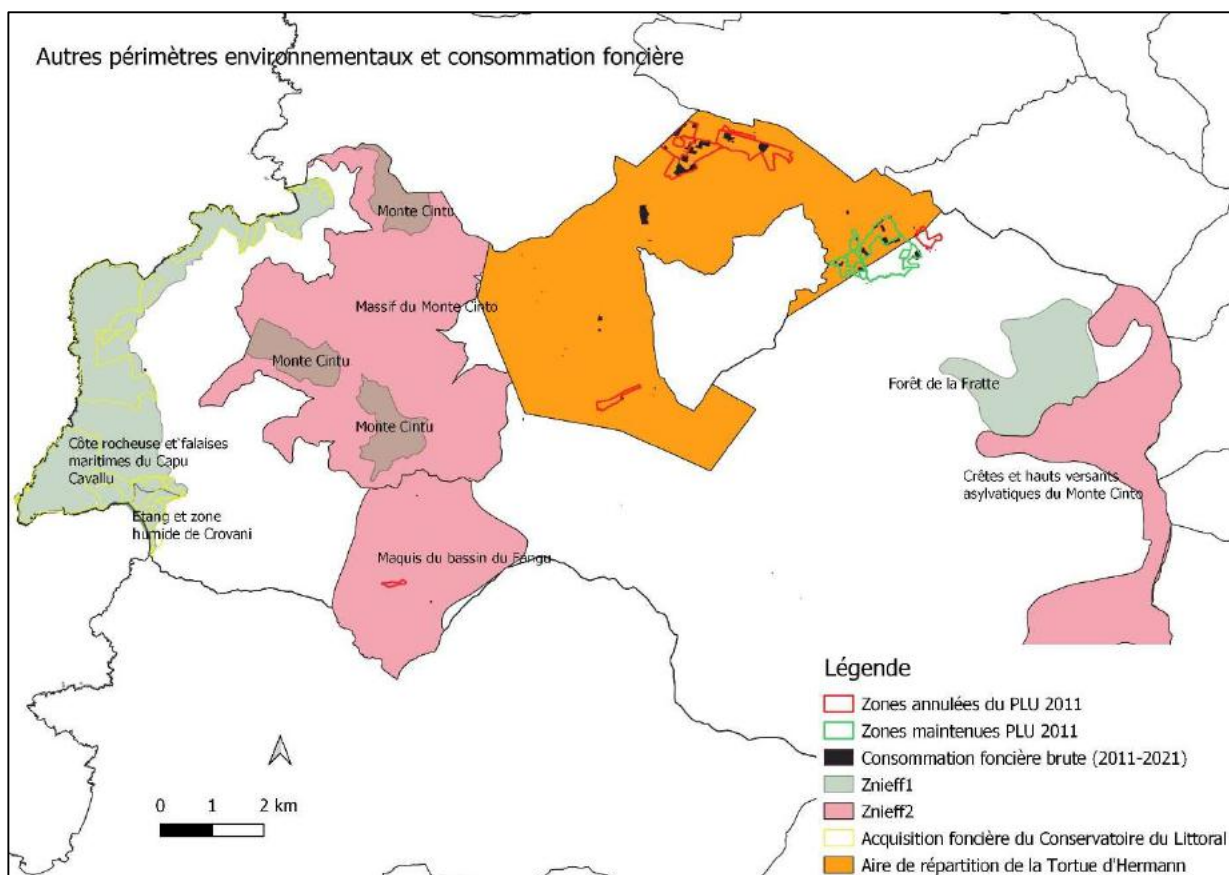 Autres périmètres environnementaux et consommation foncière
Monte Cintu
Massif du Monte Cinto
Monte Cintu
Monte Cintu
Forêt de la Fratte
Côte rocheuse et falaises
maritimes du Capu
Cavallu
Crêtes et hauts versants
asylvatiques du Monte Cinto
Etang et zone
humide de Crovani
Maquis du bassin du Fangu
Légende
Zones annulées du PLU 2011
Zones maintenues PLU 2011
Consommation foncière brute (2011-2021)
Znieff1
Znieff2
Acquisition foncière du Conservatoire du Littoral
Aire de répartition de la Tortue d'Hermann
0 1 2 km